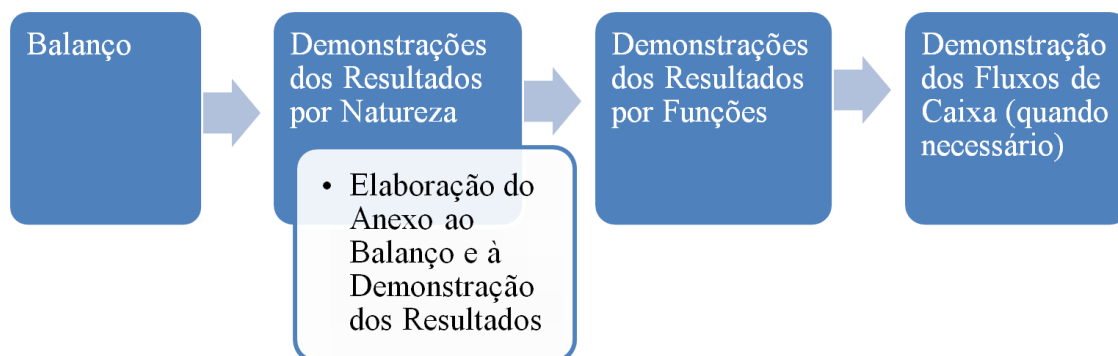 Balanço
Demonstrações
dos Resultados
por Natureza
• Elaboração do
Anexo ao
Balanço e à
Demonstração
dos Resultados
Demonstrações
dos Resultados
por Funções
Demonstração
dos Fluxos de
Caixa (quando
necessário)